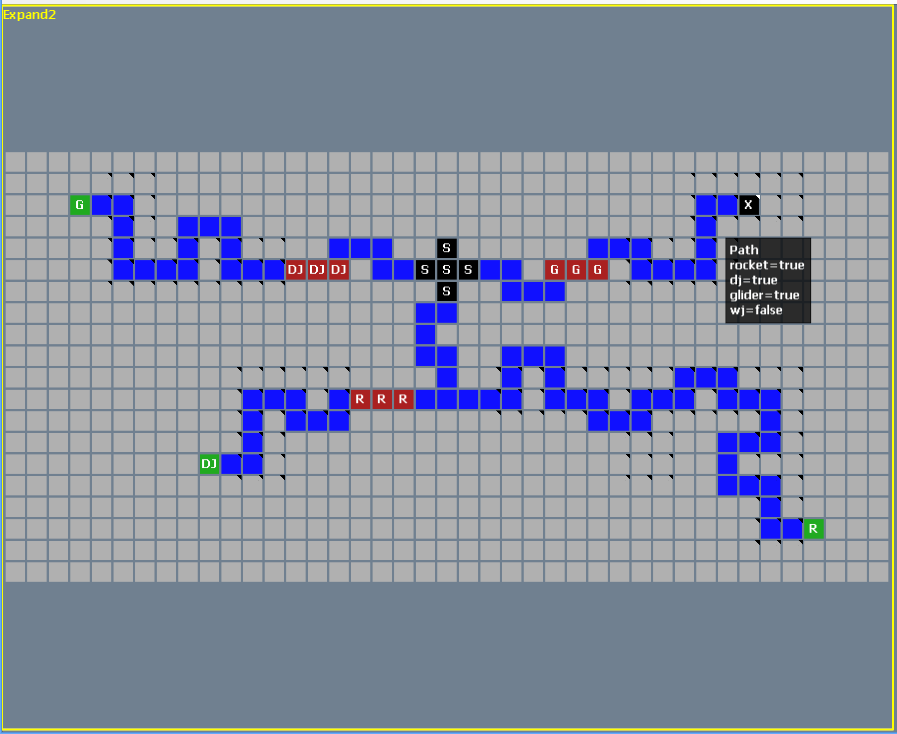 Expand2
G X
S
Path
DJ DJ DJ S S S G G G rocket=true
dj=true
S glider=true
wj=false
R R R
DJ
R